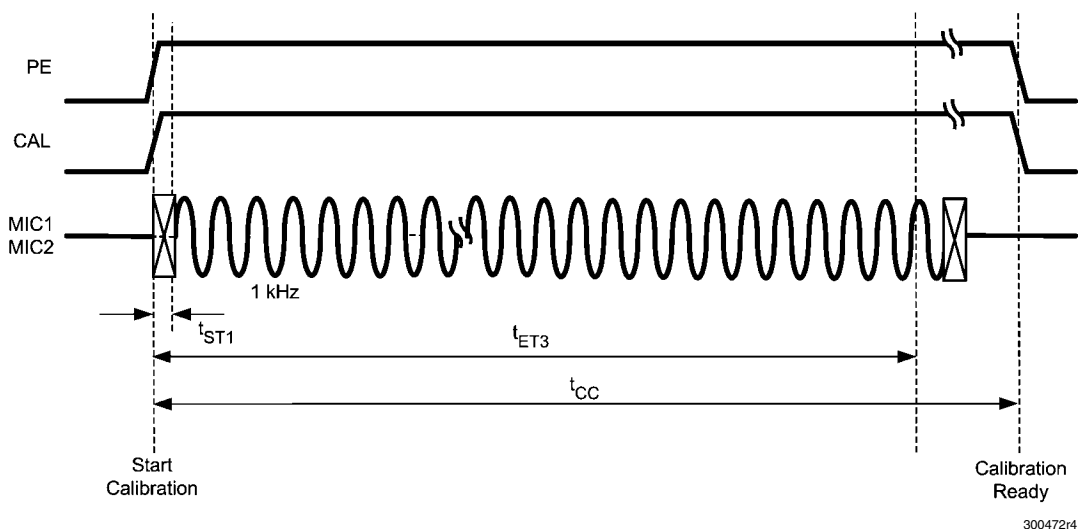 PE
CAL
MIC1
MIC2
1 kHz
tST1
tET3
tCC
Start
Calibration
Calibration
Ready
300472r4